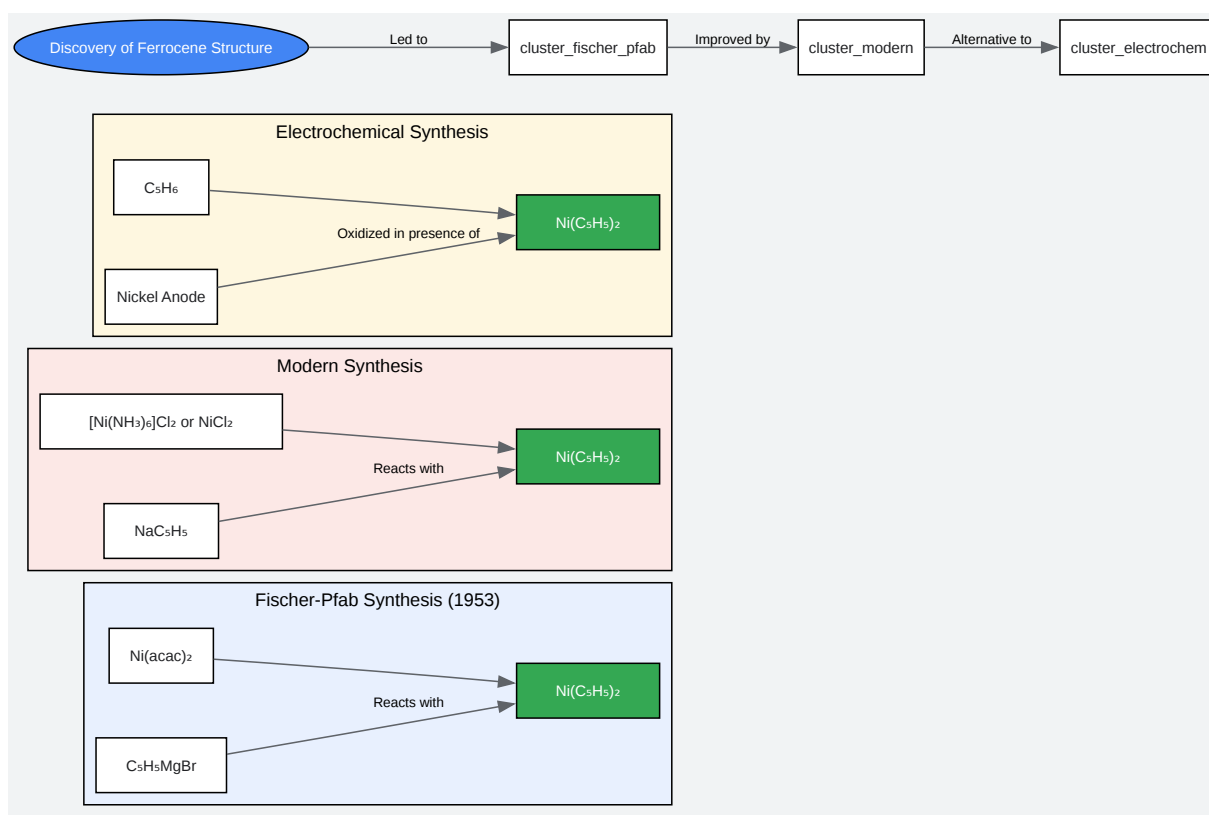 Discovery of Ferrocene Structure
Led to
cluster_fischer_pfab
Improved by
cluster_modern
Alternative to
cluster_electrochem
Electrochemical Synthesis
C₅H₆
Ni(C₅H₅)₂
Oxidized in presence of
Nickel Anode
Modern Synthesis
[Ni(NH₃)₆]Cl₂ or NiCl₂
Ni(C₅H₅)₂
Reacts with
NaC₅H₅
Fischer-Pfab Synthesis (1953)
Ni(acac)₂
Ni(C₅H₅)₂
Reacts with
C₅H₅MgBr